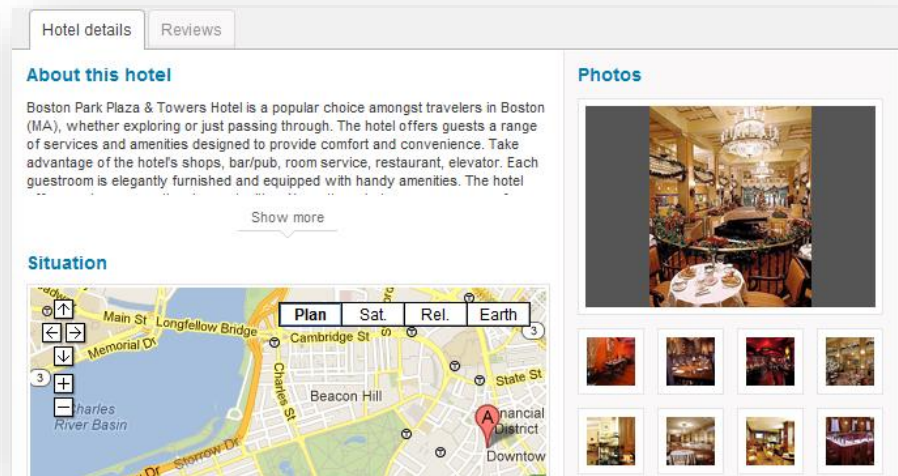 Hotel details
Reviews
About this hotel
Boston Park Plaza & Towers Hotel is a popular choice amongst travelers in Boston
(MA), whether exploring or just passing through. The hotel offers guests a range
of services and amenities designed to provide comfort and convenience. Take
advantage of the hotel's shops, bar/pub, room service, restaurant, elevator. Each
guestroom is elegantly furnished and equipped with handy amenities. The hotel
Show more
Situation
Plan
Sat.
Rel.
Earth
Main St
Longfellow Bridge
Cambridge St
3
Memorial Dr
3
State St
Charles St
Beacon Hill
Charles
River Basin
A
nancial
District
Storrow Dr
Dr
Downtow
Photos